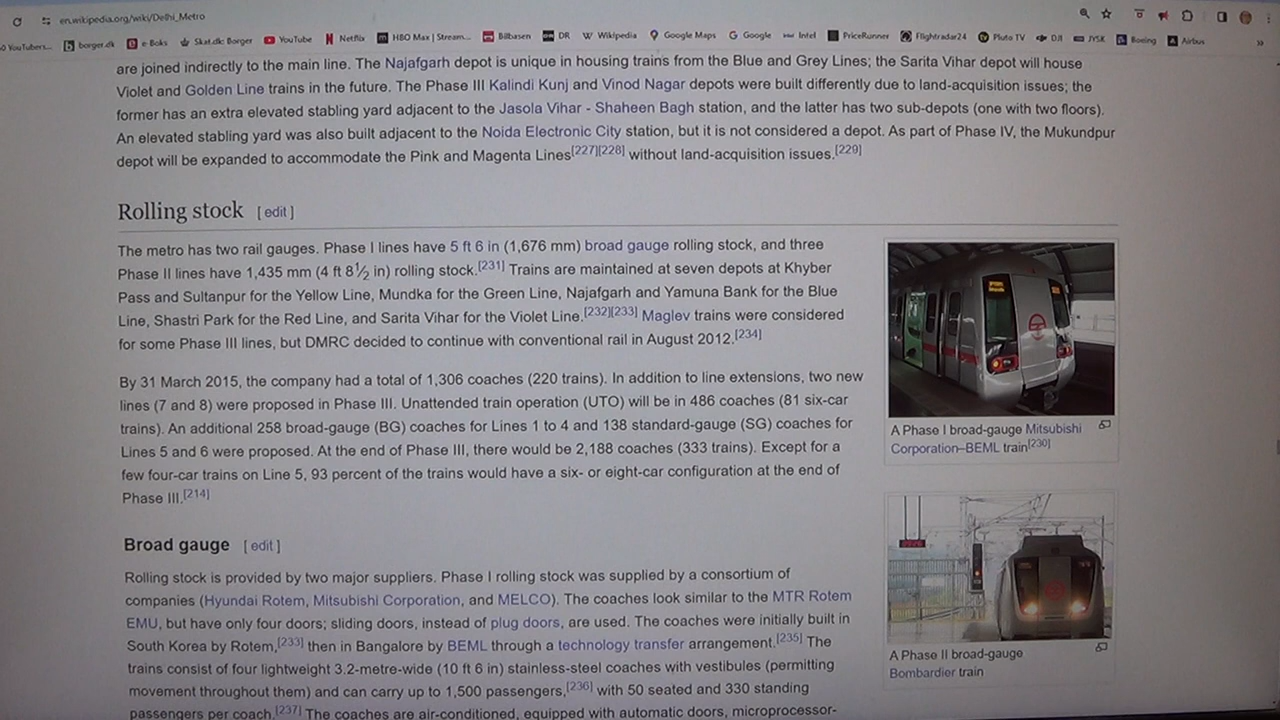 en.wikipedia.org/wiki/Delhi_Metro
YouTubers... borger.dk e-Boks Skat.dk: Borger YouTube Netflix HBO Max | Stream... Bilbasen DR Wikipedia Google Maps Google Intel PriceRunner Flightradar24 Pluto TV DJI JYSK Boeing Airbus »
are joined indirectly to the main line. The Najafgarh depot is unique in housing trains from the Blue and Grey Lines; the Sarita Vihar depot will house
Violet and Golden Line trains in the future. The Phase III Kalindi Kunj and Vinod Nagar depots were built differently due to land-acquisition issues; the
former has an extra elevated stabling yard adjacent to the Jasola Vihar - Shaheen Bagh station, and the latter has two sub-depots (one with two floors).
An elevated stabling yard was also built adjacent to the Noida Electronic City station, but it is not considered a depot. As part of Phase IV, the Mukundpur
depot will be expanded to accommodate the Pink and Magenta Lines[227][228] without land-acquisition issues.[229]
Rolling stock [ edit ]
The metro has two rail gauges. Phase I lines have 5 ft 6 in (1,676 mm) broad gauge rolling stock, and three
Phase II lines have 1,435 mm (4 ft 8 1⁄2 in) rolling stock.[231] Trains are maintained at seven depots at Khyber
Pass and Sultanpur for the Yellow Line, Mundka for the Green Line, Najafgarh and Yamuna Bank for the Blue
Line, Shastri Park for the Red Line, and Sarita Vihar for the Violet Line.[232][233] Maglev trains were considered
for some Phase III lines, but DMRC decided to continue with conventional rail in August 2012.[234]
By 31 March 2015, the company had a total of 1,306 coaches (220 trains). In addition to line extensions, two new
lines (7 and 8) were proposed in Phase III. Unattended train operation (UTO) will be in 486 coaches (81 six-car
trains). An additional 258 broad-gauge (BG) coaches for Lines 1 to 4 and 138 standard-gauge (SG) coaches for
Lines 5 and 6 were proposed. At the end of Phase III, there would be 2,188 coaches (333 trains). Except for a
few four-car trains on Line 5, 93 percent of the trains would have a six- or eight-car configuration at the end of
Phase III.[214]
A Phase I broad-gauge Mitsubishi
Corporation–BEML train[230]
Broad gauge [ edit ]
Rolling stock is provided by two major suppliers. Phase I rolling stock was supplied by a consortium of
companies (Hyundai Rotem, Mitsubishi Corporation, and MELCO). The coaches look similar to the MTR Rotem
EMU, but have only four doors; sliding doors, instead of plug doors, are used. The coaches were initially built in
South Korea by Rotem,[233] then in Bangalore by BEML through a technology transfer arrangement.[235] The
trains consist of four lightweight 3.2-metre-wide (10 ft 6 in) stainless-steel coaches with vestibules (permitting
movement throughout them) and can carry up to 1,500 passengers,[236] with 50 seated and 330 standing
passengers per coach.[237] The coaches are air-conditioned, equipped with automatic doors, microprocessor-
A Phase II broad-gauge
Bombardier train